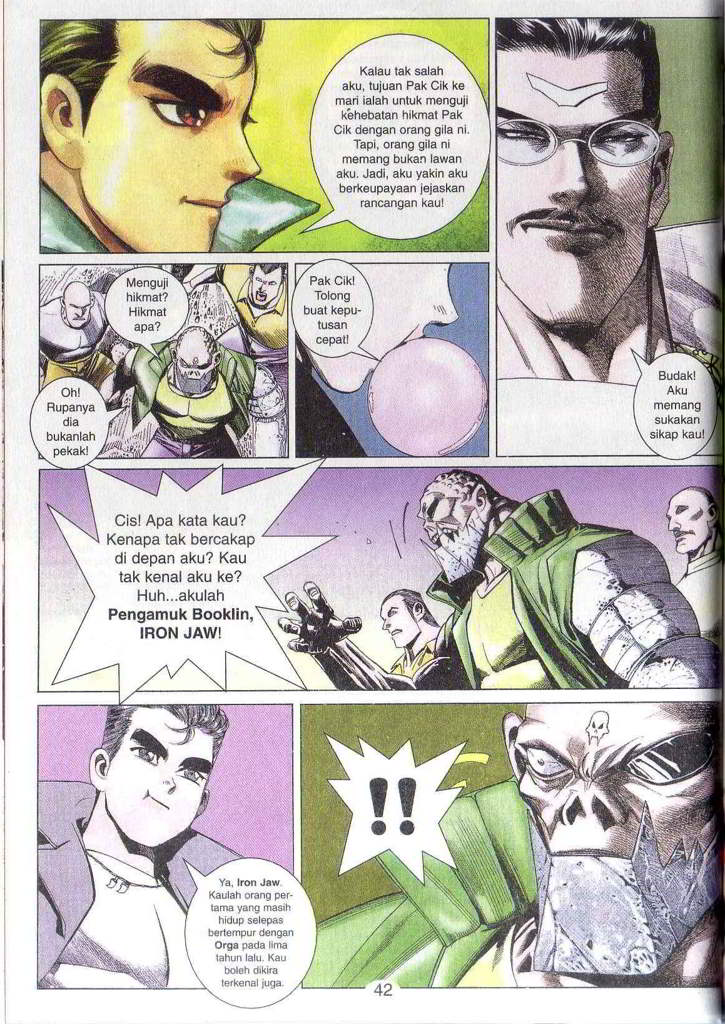 Kalau tak salah
aku, tujuan Pak Cik ke
mari ialah untuk menguji
kehebatan hikmat Pak
Cik dengan orang gila ni.
Tapi, orang gila ni
memang bukan lawan
aku. Jadi, aku yakin aku
berkeupayaan jejaskan
rancangan kau!
Budak!
Aku
memang
sukakan
sikap kau!
Menguji
hikmat?
Hikmat
apa?
Oh!
Rupanya
dia
bukanlah
pekak!
Pak Cik!
Tolong
buat kepu-
tusan
cepat!
Cis! Apa kata kau?
Kenapa tak bercakap
di depan aku? Kau
tak kenal aku ke?
Huh...akulah
Pengamuk Booklin,
IRON JAW!
Ya, Iron Jaw.
Kaulah orang per-
tama yang masih
hidup selepas
bertempur dengan
Orga pada lima
tahun lalu. Kau
boleh dikira
terkenal juga.
!!
42